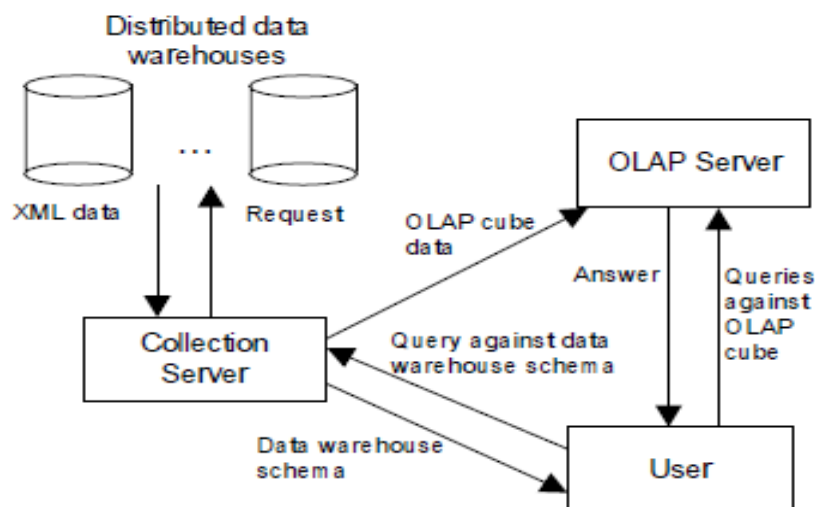 Distributed data
warehouses
...
XML data
Request
OLAP Server
OLAP cube
data
Answer
Queries
against
OLAP
cube
Collection
Server
Query against data
warehouse schema
Data warehouse
schema
User